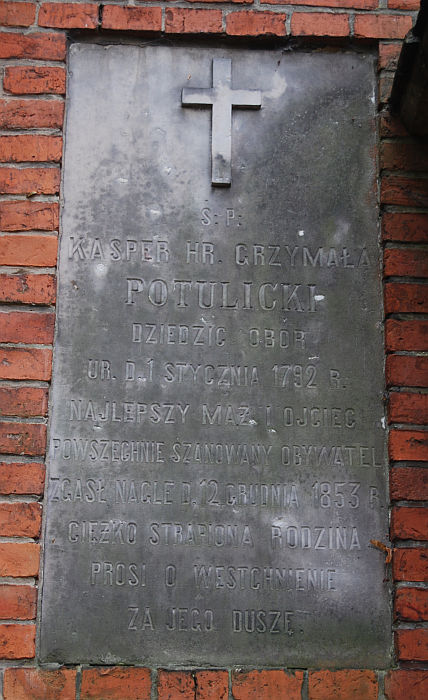 Ś: P:
KASPER HR. GRZYMAŁA
POTULICKI
DZIEDZIC OBÓR
UR. D. 1 STYCZNIA 1792 R.
NAJLEPSZY MĄŻ I OJCIEC
POWSZECHNIE SZANOWANY OBYWATEL
ZGASŁ NAGLE D. 12 GRUDNIA 1853 R
CIĘŻKO STRAPIONA RODZINA
PROSI O WESTCHNIENIE
ZA JEGO DUSZĘ.